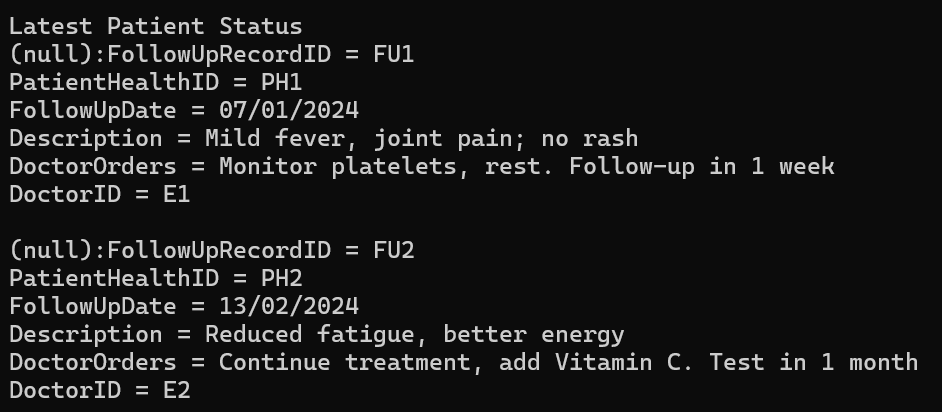 Latest Patient Status
(null):FollowUpRecordID = FU1
PatientHealthID = PH1
FollowUpDate = 07/01/2024
Description = Mild fever, joint pain; no rash
DoctorOrders = Monitor platelets, rest. Follow-up in 1 week
DoctorID = E1

(null):FollowUpRecordID = FU2
PatientHealthID = PH2
FollowUpDate = 13/02/2024
Description = Reduced fatigue, better energy
DoctorOrders = Continue treatment, add Vitamin C. Test in 1 month
DoctorID = E2